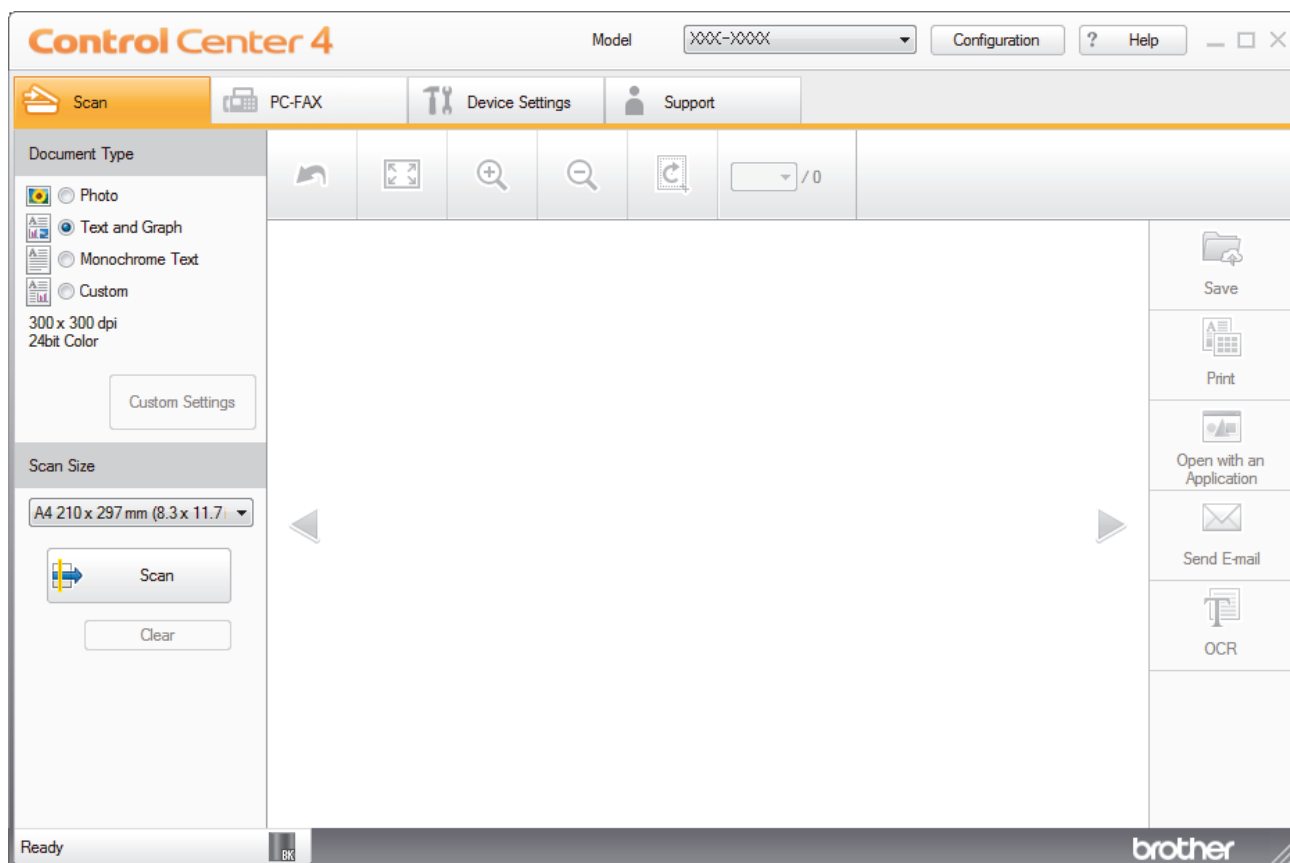 Control Center 4
Model
XXX-XXXX
Configuration
? Help
Scan
PC-FAX
Device Settings
Support
Document Type
/ 0
Photo
Text and Graph
Monochrome Text
Custom
300 x 300 dpi
24bit Color
Custom Settings
Scan Size
A4 210 x 297 mm (8.3 x 11.7
Scan
Clear
Save
Print
Open with an
Application
Send E-mail
OCR
Ready
BK
brother